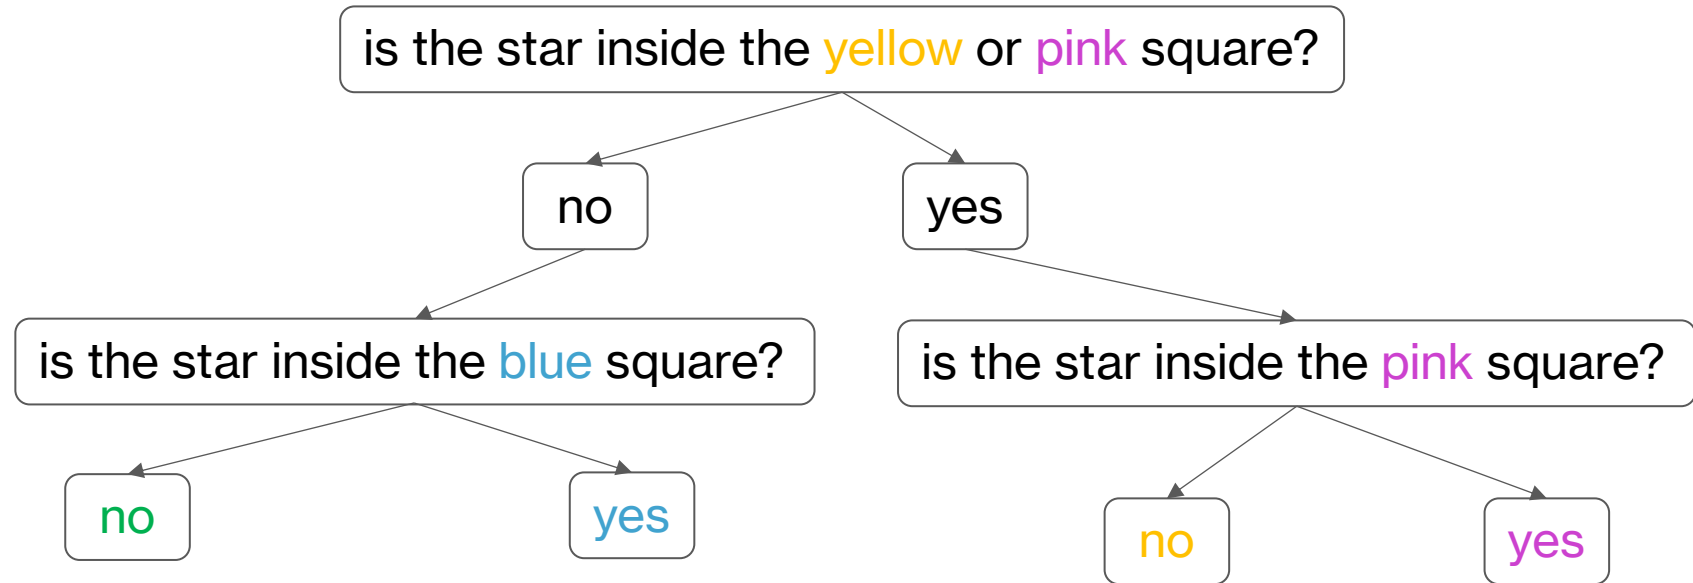 is the star inside the yellow or pink square?
no
yes
is the star inside the blue square?
is the star inside the pink square?
no
yes
no
yes